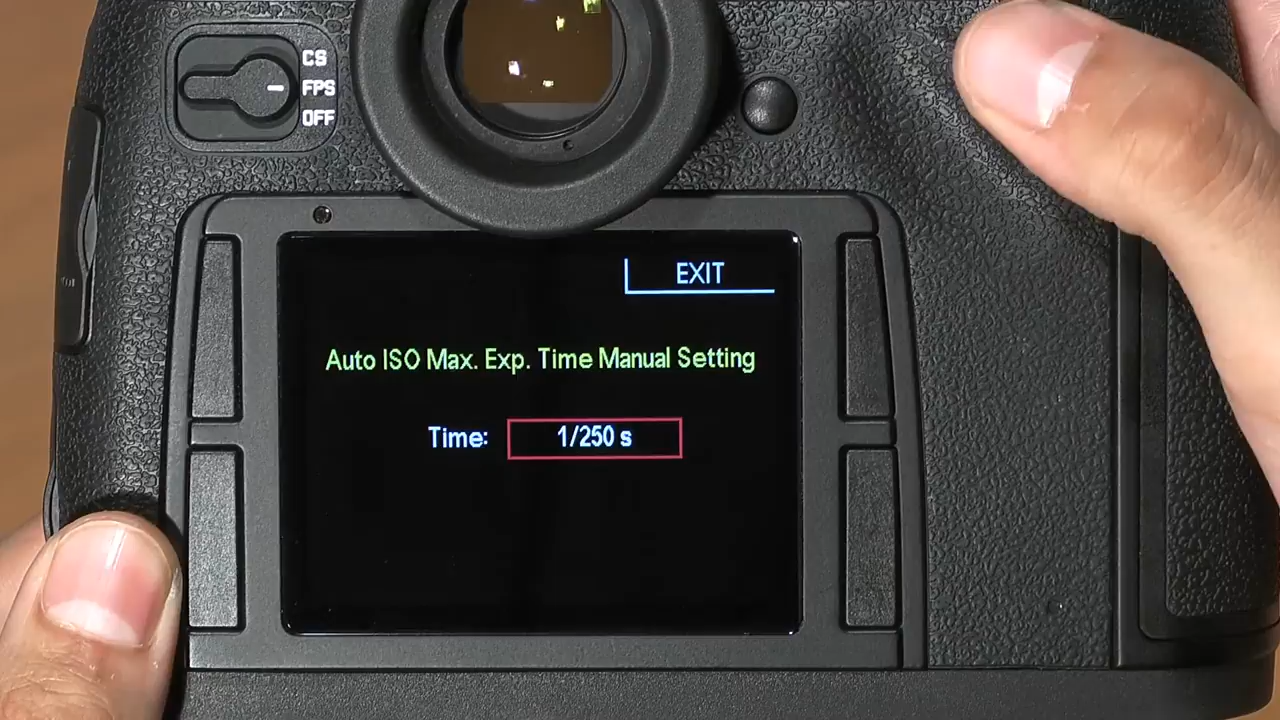 CS
FPS
OFF
EXIT
Auto ISO Max. Exp. Time Manual Setting
Time: 1/250 s